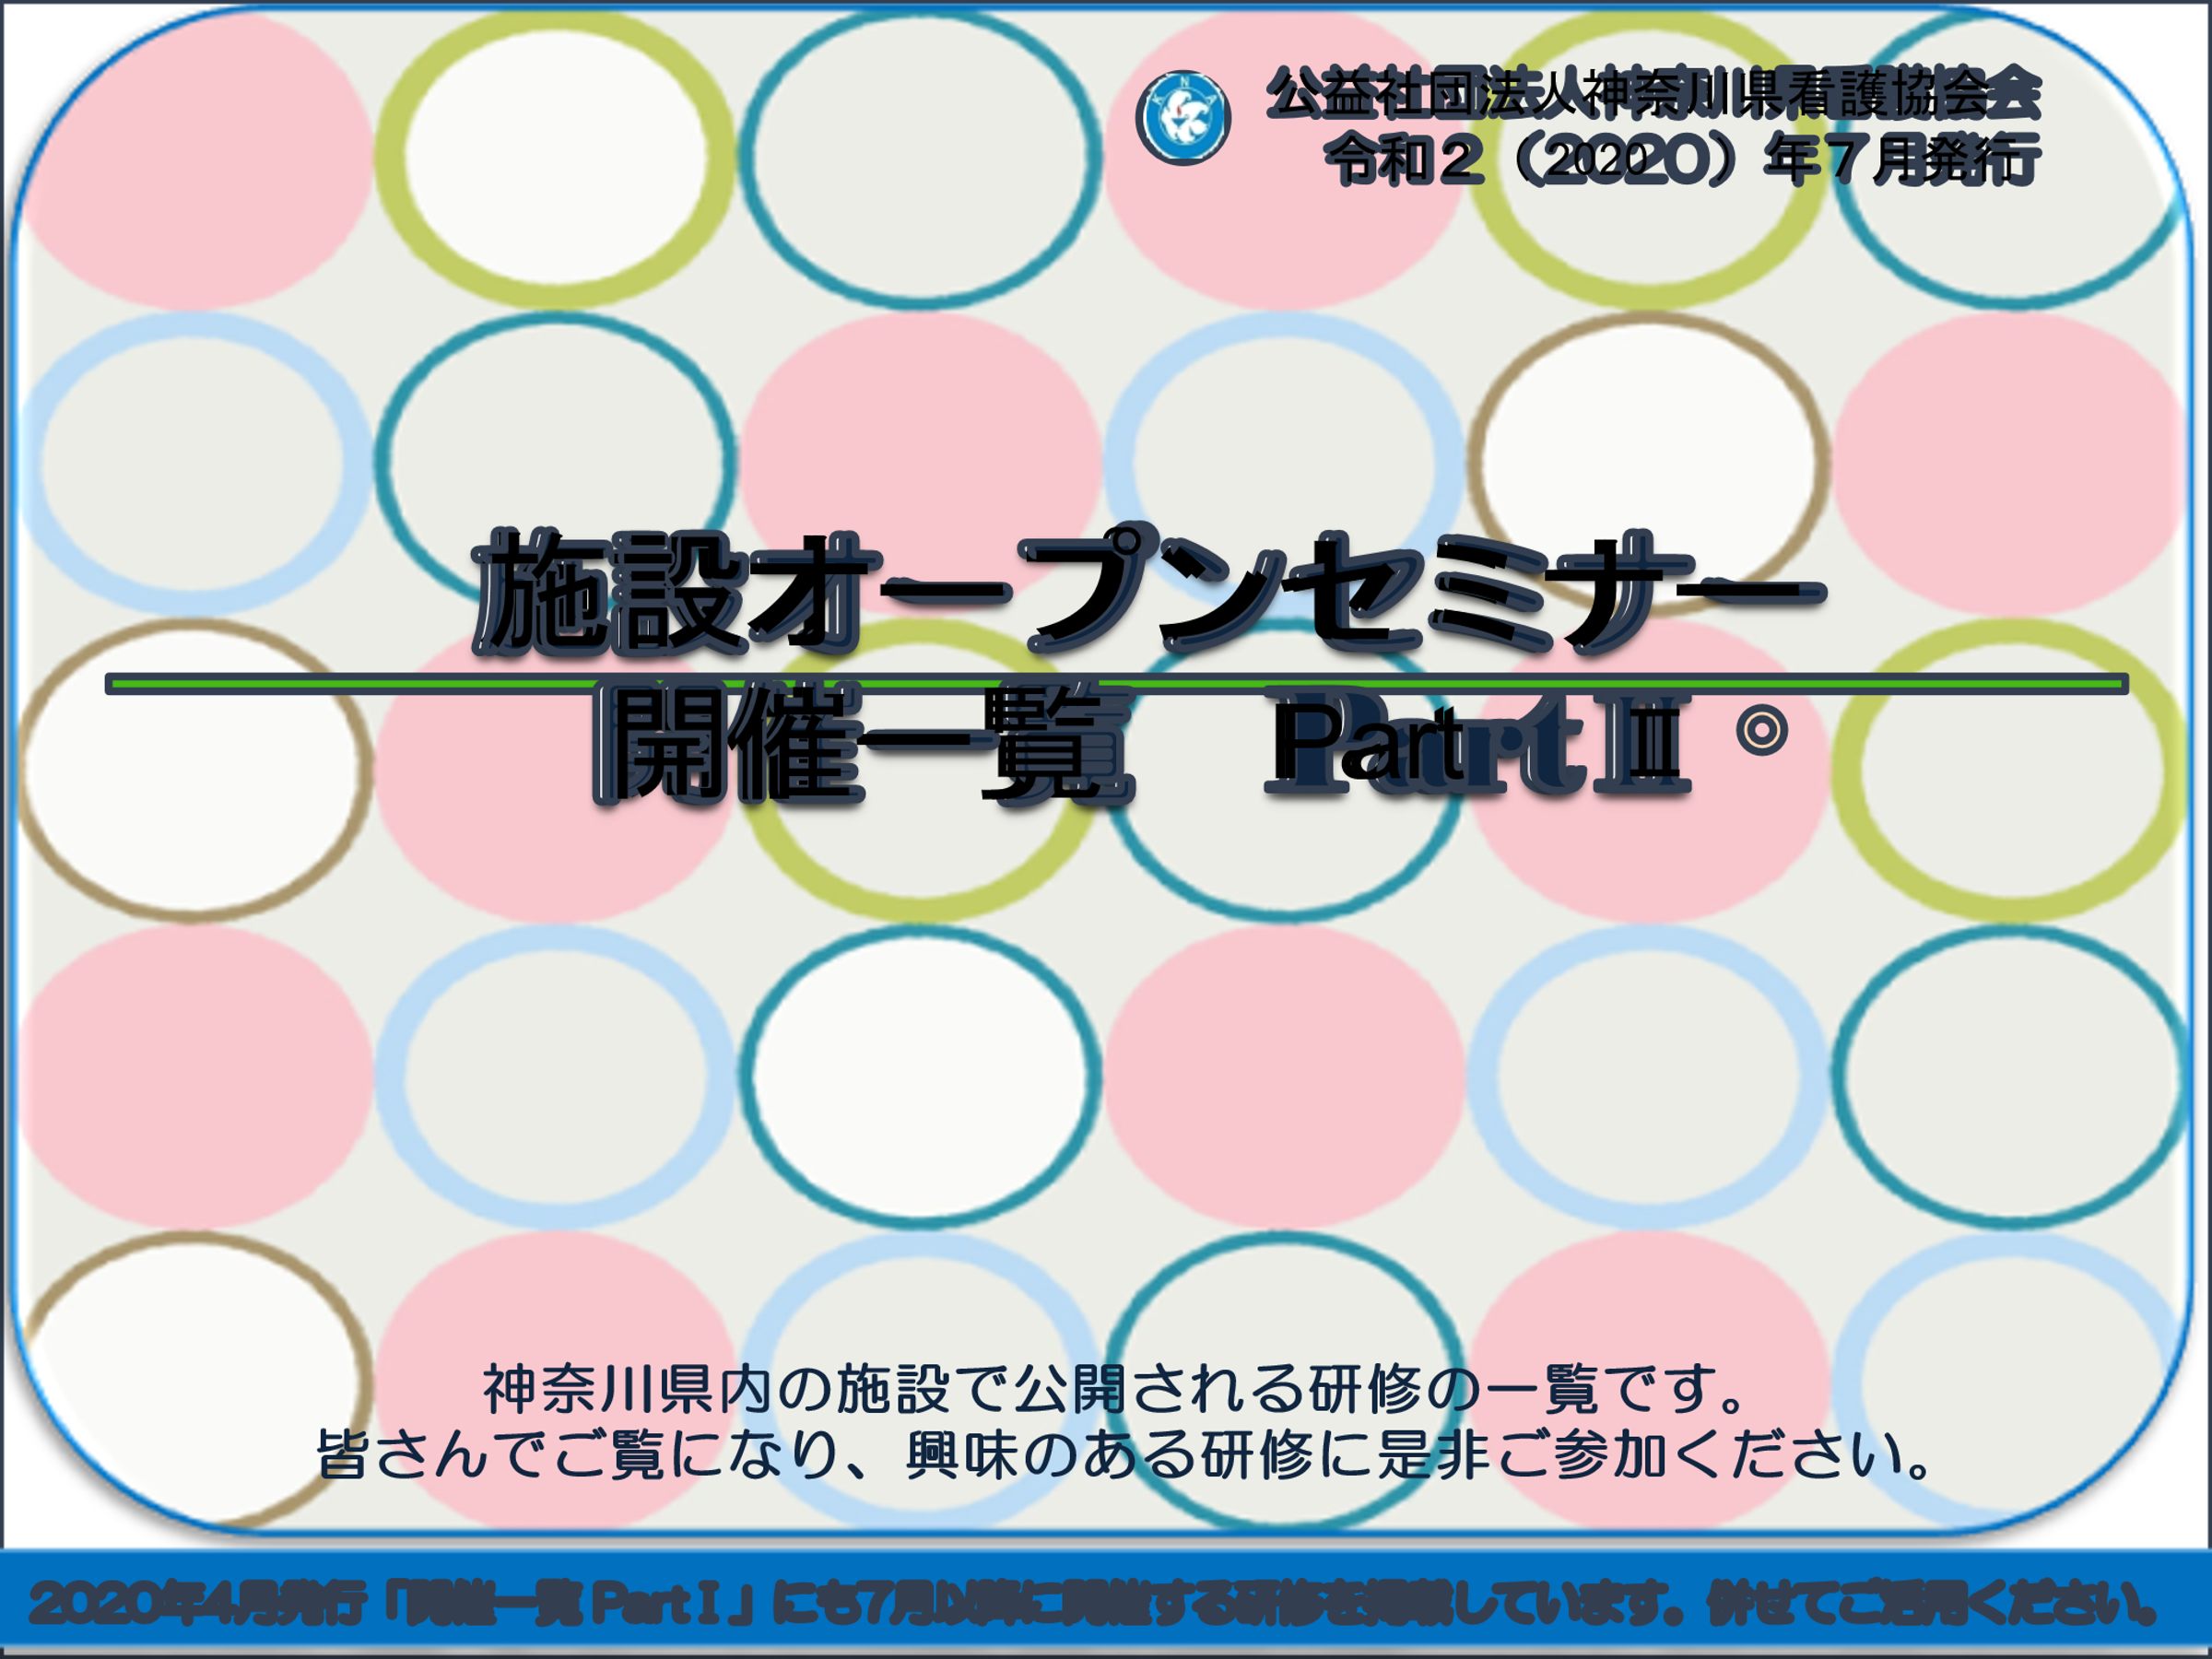 公益社団法人神奈川県看護協会
令和2（2020）年7月発行
施設オープンセミナー
開催一覧　Part Ⅱ
神奈川県内の施設で公開される研修の一覧です。
皆さんでご覧になり、興味のある研修に是非ご参加ください。
2020年4月発行「開催一覧 Part Ⅰ」にも7月以降に開催する研修を掲載しています。併せてご活用ください。